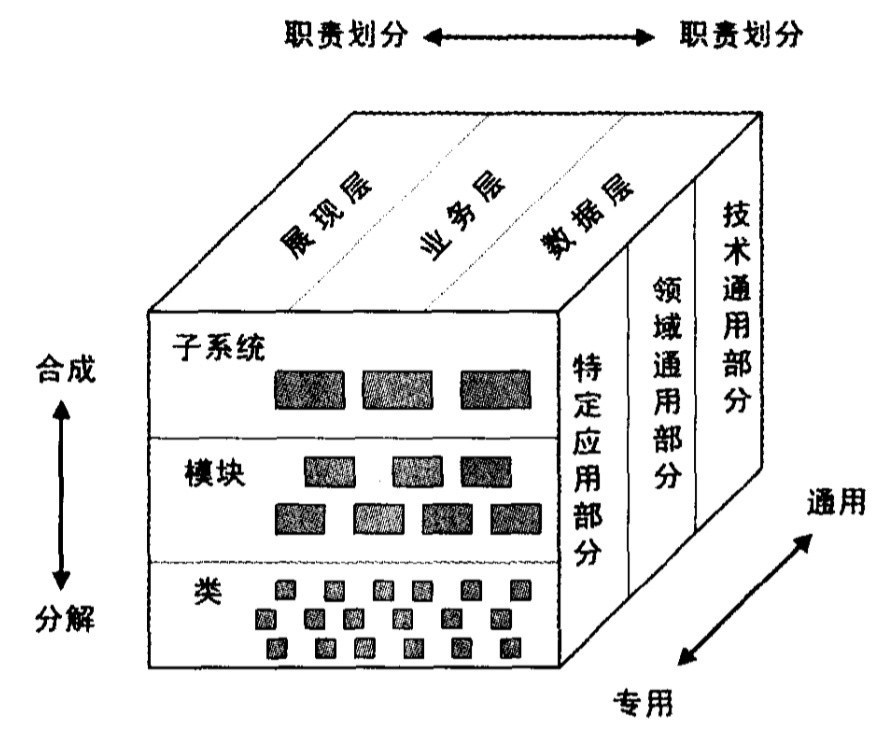 职责划分
职责划分
展现层
业务层
数据层
技术通用部分
领域通用部分
特定应用部分
子系统
合成
模块
通用
类
分解
专用